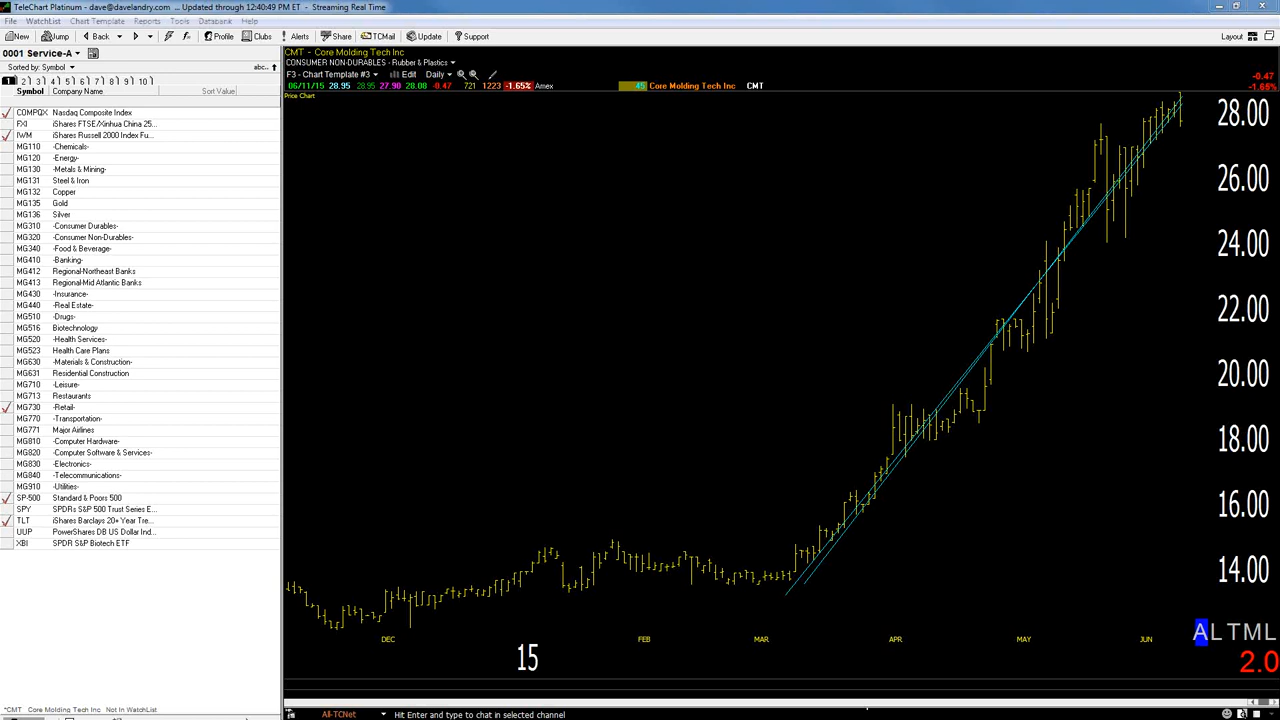 TeleChart Platinum - dave@davelandry.com ... Updated through 12:40:49 PM ET - Streaming Real Time
File WatchList Chart Template Reports Tools Databank Help
New Jump Back Profile Clubs Alerts Share TCMail Update Support Layout
0001 Service-A
Sorted by: Symbol abc..
1 2 3 4 5 6 7 8 9 10
Symbol Company Name Sort Value
COMPQX Nasdaq Composite Index
FXI iShares FTSE/Xinhua China 25...
IWM iShares Russell 2000 Index Fu...
MG110 -Chemicals-
MG120 -Energy-
MG130 -Metals & Mining-
MG131 Steel & Iron
MG132 Copper
MG135 Gold
MG136 Silver
MG310 -Consumer Durables-
MG320 -Consumer Non-Durables-
MG340 -Food & Beverage-
MG410 -Banking-
MG412 Regional-Northeast Banks
MG413 Regional-Mid Atlantic Banks
MG430 -Insurance-
MG440 -Real Estate-
MG510 -Drugs-
MG516 Biotechnology
MG520 -Health Services-
MG523 Health Care Plans
MG630 -Materials & Construction-
MG631 Residential Construction
MG710 -Leisure-
MG713 Restaurants
MG730 -Retail-
MG770 -Transportation-
MG771 Major Airlines
MG810 -Computer Hardware-
MG820 -Computer Software & Services-
MG830 -Electronics-
MG840 -Telecommunications-
MG910 -Utilities-
SP-500 Standard & Poors 500
SPY SPDRs S&P 500 Trust Series E...
TLT iShares Barclays 20+ Year Tre...
UUP PowerShares DB US Dollar Ind...
XBI SPDR S&P Biotech ETF
*CMT Core Molding Tech Inc Not In WatchList
CMT - Core Molding Tech Inc
CONSUMER NON-DURABLES - Rubber & Plastics
F3 - Chart Template #3 Edit Daily -0.47
06/11/15 28.95 28.95 27.90 28.08 -0.47 721 1223 -1.65% Amex 45 Core Molding Tech Inc CMT -1.65%
Price Chart
28.00
26.00
24.00
22.00
20.00
18.00
16.00
14.00
DEC 15 FEB MAR APR MAY JUN
ALTML
2.0
All-TCNet Hit Enter and type to chat in selected channel